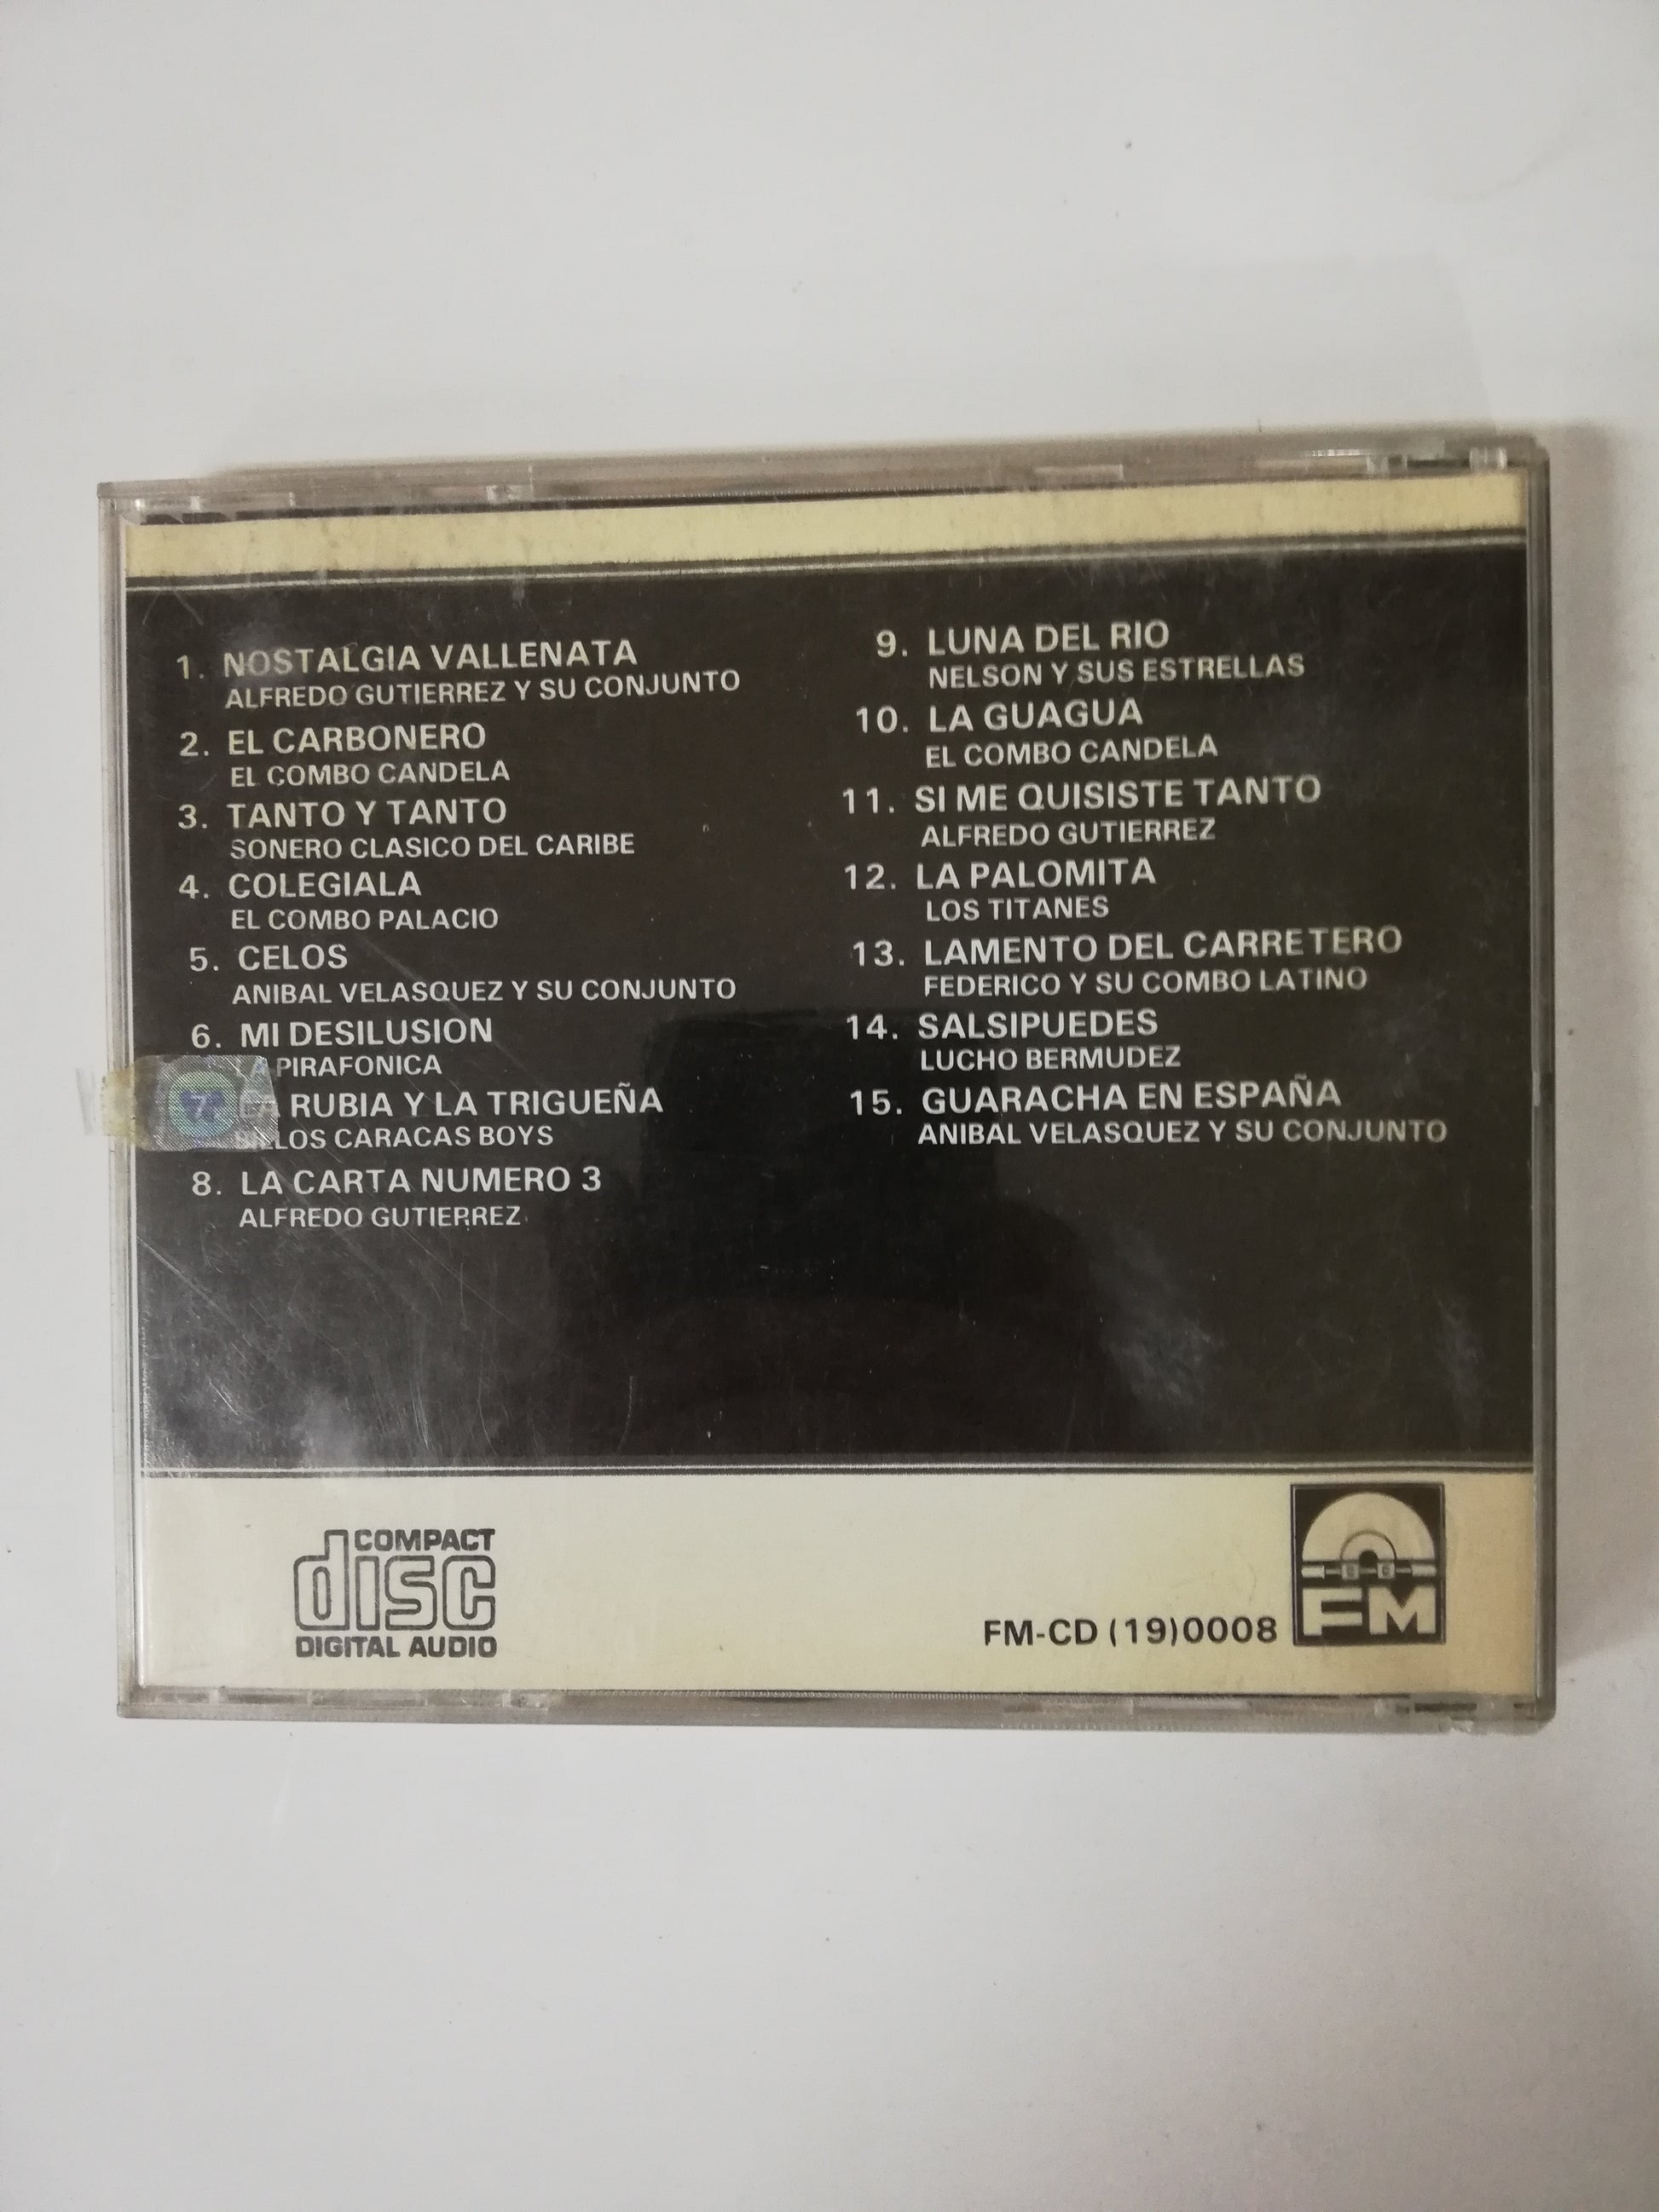 1. NOSTALGIA VALLENATA
ALFREDO GUTIERREZ Y SU CONJUNTO
2. EL CARBONERO
EL COMBO CANDELA
3. TANTO Y TANTO
SONERO CLASICO DEL CARIBE
4. COLEGIALA
EL COMBO PALACIO
5. CELOS
ANIBAL VELASQUEZ Y SU CONJUNTO
6. MI DESILUSION
LA PIRAFONICA
7 LA RUBIA Y LA TRIGUEÑA
LOS CARACAS BOYS
8. LA CARTA NUMERO 3
ALFREDO GUTIERREZ
9. LUNA DEL RIO
NELSON Y SUS ESTRELLAS
10. LA GUAGUA
EL COMBO CANDELA
11. SI ME QUISISTE TANTO
ALFREDO GUTIERREZ
12. LA PALOMITA
LOS TITANES
13. LAMENTO DEL CARRETERO
FEDERICO Y SU COMBO LATINO
14. SALSIPUEDES
LUCHO BERMUDEZ
15. GUARACHA EN ESPAÑA
ANIBAL VELASQUEZ Y SU CONJUNTO
COMPACT
disc
DIGITAL AUDIO
FM-CD (19)0008
FM